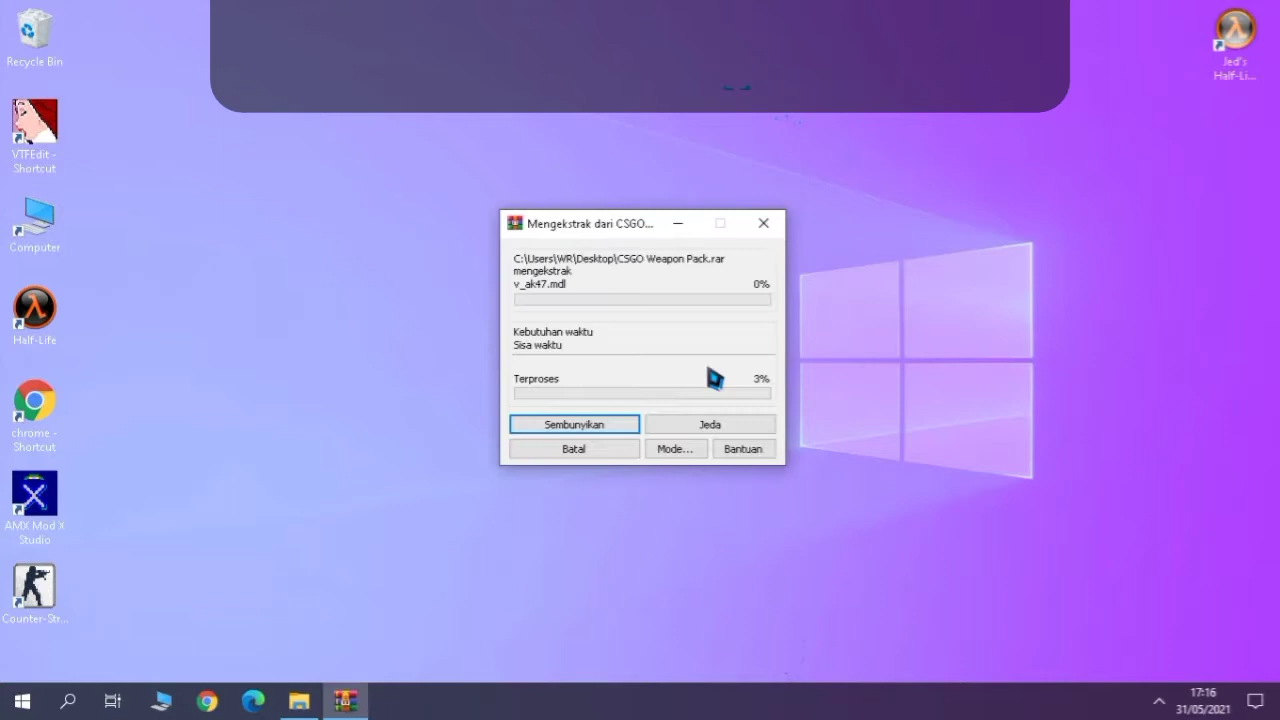 Recycle Bin
VTFEdit -
Shortcut
Computer
Half-Life
chrome -
Shortcut
AMX Mod X
Studio
Counter-Str...
Jed's
Half-Li...
Mengekstrak dari CSGO...
C:\Users\WR\Desktop\CSGO Weapon Pack.rar
mengekstrak
v_ak47.mdl 0%
Kebutuhan waktu
Sisa waktu
Terproses 3%
Sembunyikan Jeda
Batal Mode... Bantuan
17:16
31/05/2021